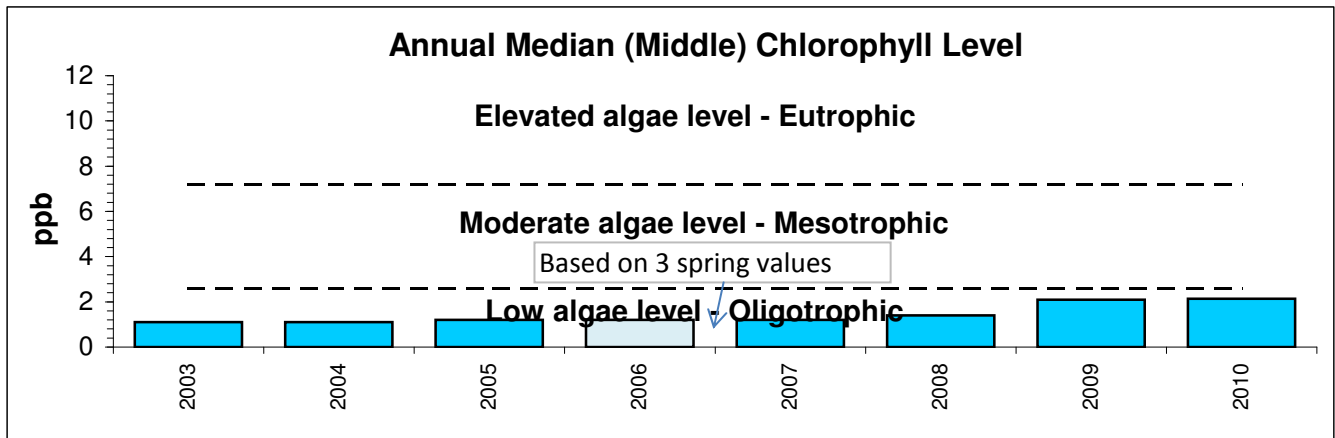 Annual Median (Middle) Chlorophyll Level
12
10
8
6
4
2
0
ppb
Elevated algae level - Eutrophic
Moderate algae level - Mesotrophic
Based on 3 spring values
Low algae level - Oligotrophic
2003
2004
2005
2006
2007
2008
2009
2010